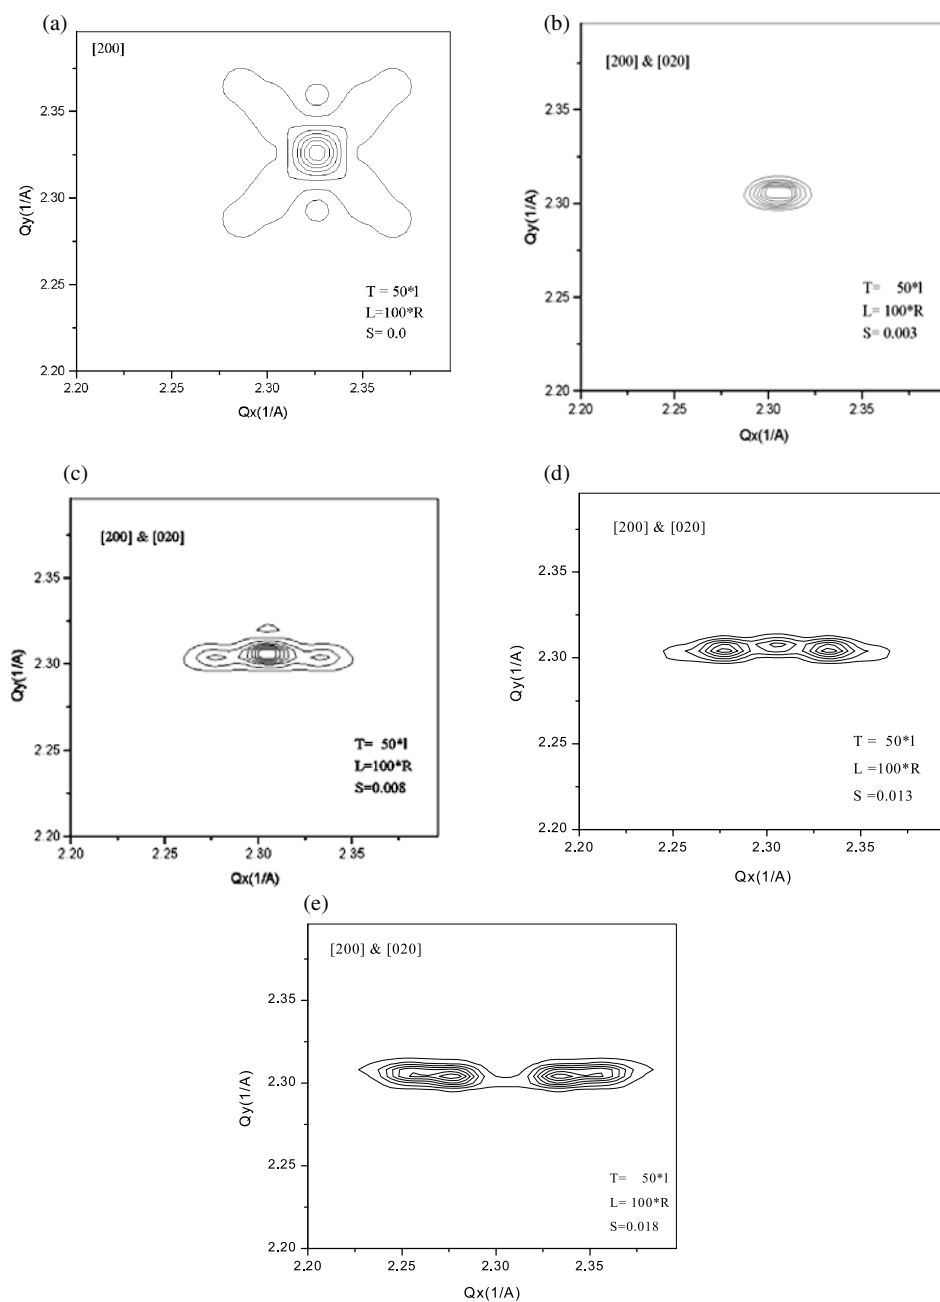 (a)
[200]
2.35
2.30
2.25
2.20
Qy(1/A)
T = 50*l
L=100*R
S= 0.0
2.20 2.25 2.30 2.35
Qx(1/A)
(b)
[200] & [020]
2.35
2.30
2.25
2.20
Qy(1/A)
T= 50*l
L= 100*R
S= 0.003
2.20 2.25 2.30 2.35
Qx(1/A)
(c)
[200] & [020]
2.35
2.30
2.25
2.20
Qy(1/A)
T= 50*l
L=100*R
S=0.008
2.20 2.25 2.30 2.35
Qx(1/A)
(d)
[200] & [020]
2.35
2.30
2.25
2.20
Qy(1/A)
T = 50*l
L =100*R
S =0.013
2.20 2.25 2.30 2.35
Qx(1/A)
(e)
[200] & [020]
2.35
2.30
2.25
2.20
Qy(1/A)
T= 50*l
L= 100*R
S=0.018
2.20 2.25 2.30 2.35
Qx(1/A)